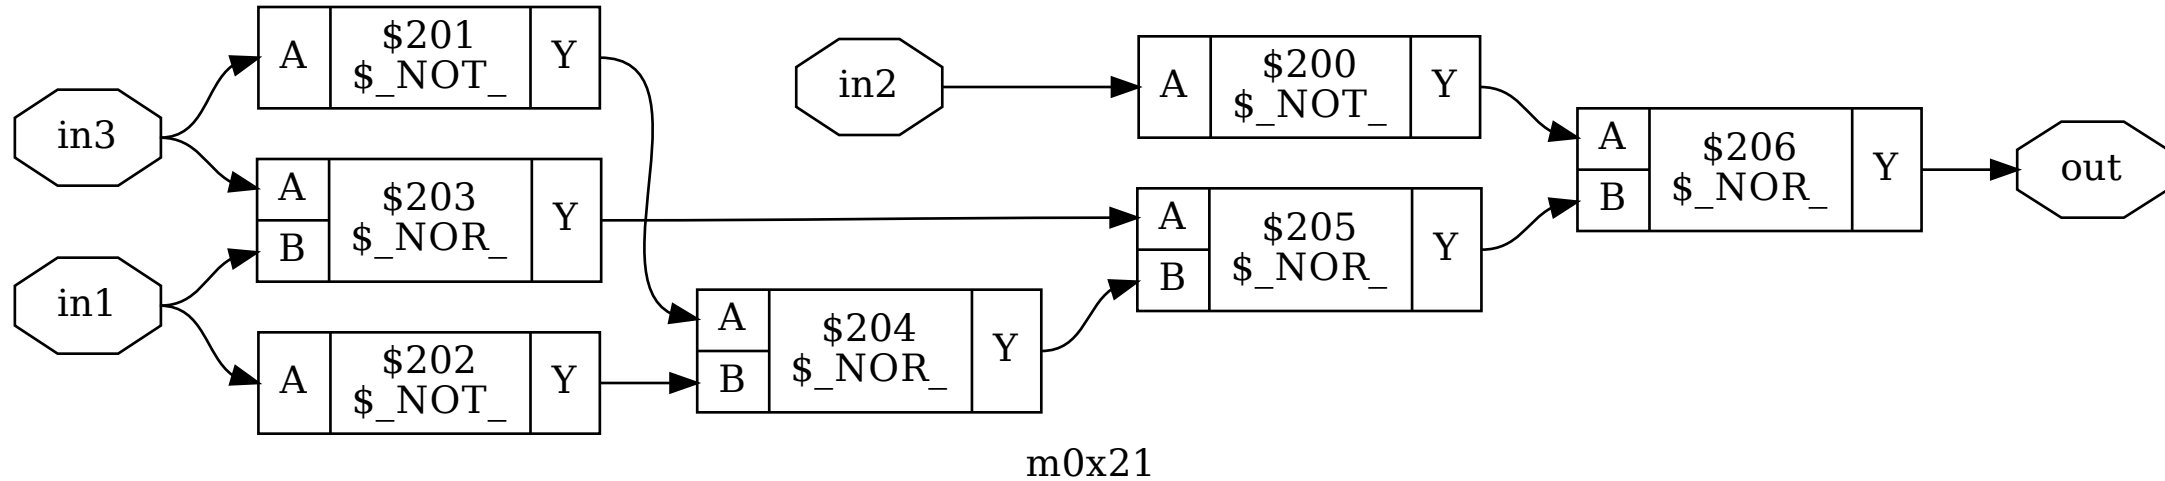 in3
in1
A
$201
$_NOT_
Y
A
B
$203
$_NOR_
Y
A
$202
$_NOT_
Y
in2
A
B
$204
$_NOR_
Y
A
$200
$_NOT_
Y
A
B
$205
$_NOR_
Y
A
B
$206
$_NOR_
Y
out
m0x21